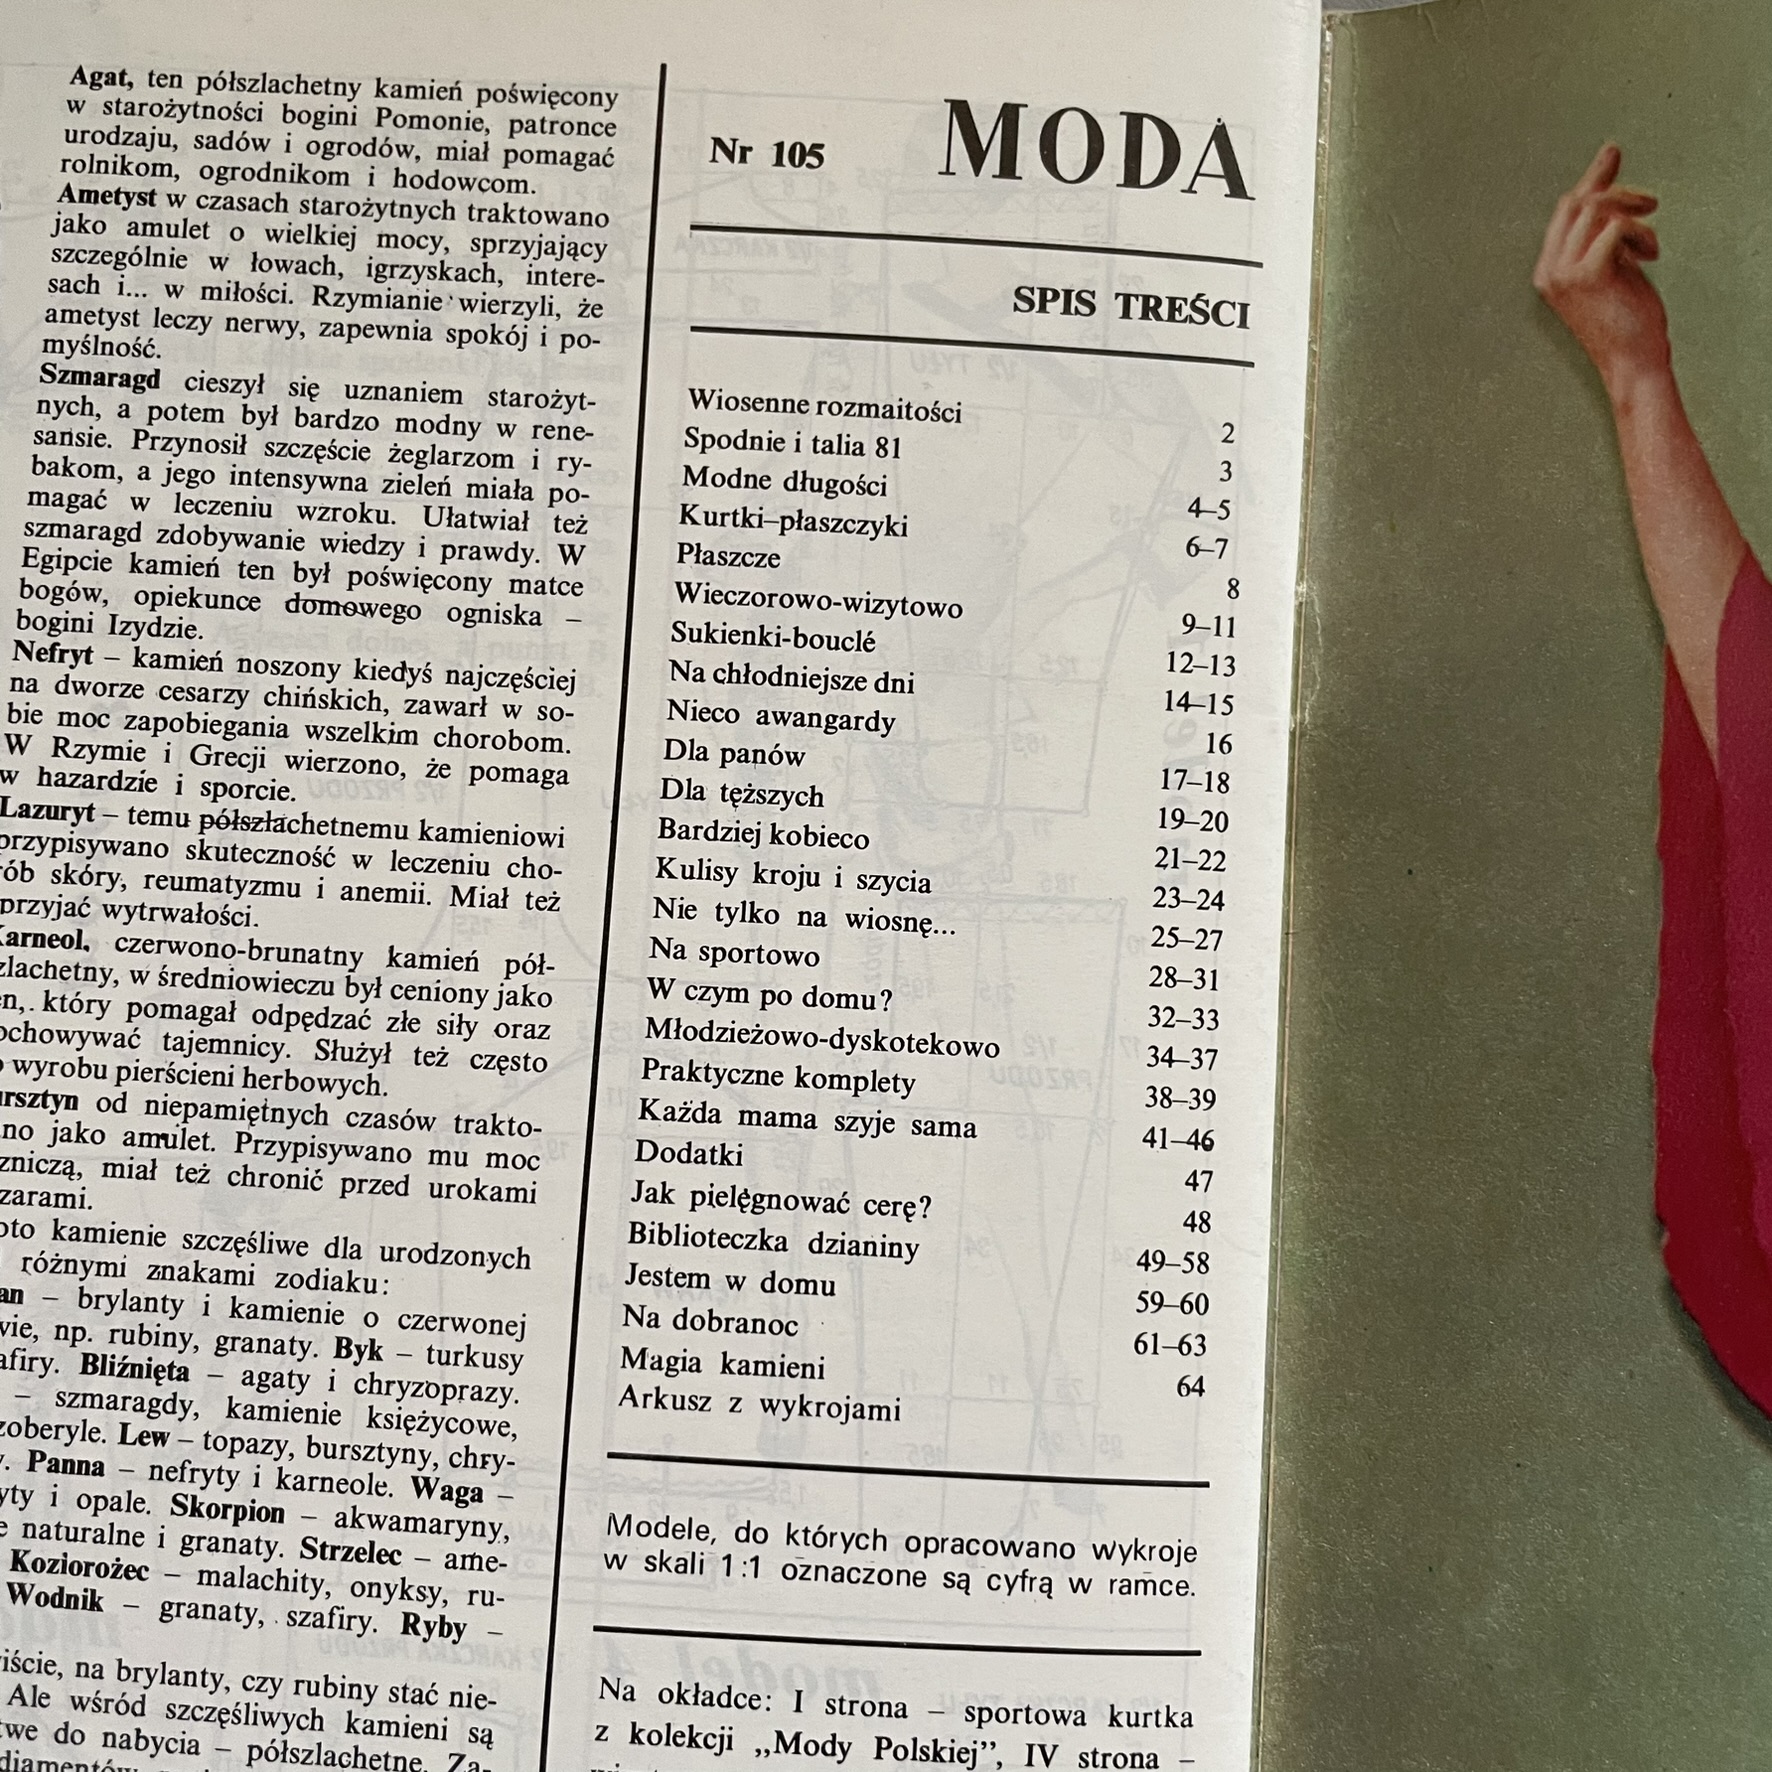 Agat, ten półszlachetny kamień poświęcony
w starożytności bogini Pomonie, patronce
urodzaju, sadów i ogrodów, miał pomagać
rolnikom, ogrodnikom i hodowcom.
Ametyst w czasach starożytnych traktowano
jako amulet o wielkiej mocy, sprzyjający
szczególnie w łowach, igrzyskach, intere-
sach i... w miłości. Rzymianie wierzyli, że
ametyst leczy nerwy, zapewnia spokój i po-
myślność.
Szmaragd cieszył się uznaniem starożyt-
nych, a potem był bardzo modny w rene-
sansie. Przynosił szczęście żeglarzom i ry-
bakom, a jego intensywna zieleń miała po-
magać w leczeniu wzroku. Ułatwiał też
szmaragd zdobywanie wiedzy i prawdy. W
Egipcie kamień ten był poświęcony matce
bogów, opiekunce domowego ogniska –
bogini Izydzie.
Nefryt – kamień noszony kiedyś najczęściej
na dworze cesarzy chińskich, zawarł w so-
bie moc zapobiegania wszelkim chorobom.
W Rzymie i Grecji wierzono, że pomaga
w hazardzie i sporcie.
Lazuryt – temu półszlachetnemu kamieniowi
przypisywano skuteczność w leczeniu cho-
rób skóry, reumatyzmu i anemii. Miał też
przyjać wytrwałości.
Karneol, czerwono-brunatny kamień pół-
zlachetny, w średniowieczu był ceniony jako
en, który pomagał odpędzać złe siły oraz
ochowywać tajemnicy. Służył też często
o wyrobu pierścieni herbowych.
ursztyn od niepamiętnych czasów trakto-
no jako amulet. Przypisywano mu moc
zniczą, miał też chronić przed urokami
zarami.
oto kamienie szczęśliwe dla urodzonych
różnymi znakami zodiaku:
an – brylanty i kamienie o czerwonej
wie, np. rubiny, granaty. Byk – turkusy
afiry. Bliźnięta – agaty i chryzoprazy.
– szmaragdy, kamienie księżycowe,
zoberyle. Lew – topazy, bursztyny, chry-
y. Panna – nefryty i karneole. Waga –
yty i opale. Skorpion – akwamaryny,
e naturalne i granaty. Strzelec – ame-
Koziorożec – malachity, onyksy, ru-
Wodnik – granaty, szafiry. Ryby –
iście, na brylanty, czy rubiny stać nie-
Ale wśród szczęśliwych kamieni są
twe do nabycia – półszlachetne. Za-
diamentów
Nr 105 MODA
SPIS TREŚCI
Wiosenne rozmaitości 2
Spodnie i talia 81 3
Modne długości 4–5
Kurtki–płaszczyki 6–7
Płaszcze 8
Wieczorowo-wizytowo 9–11
Sukienki-bouclé 12–13
Na chłodniejsze dni 14–15
Nieco awangardy 16
Dla panów 17–18
Dla tęższych 19–20
Bardziej kobieco 21–22
Kulisy kroju i szycia 23–24
Nie tylko na wiosnę... 25–27
Na sportowo 28–31
W czym po domu? 32–33
Młodzieżowo-dyskotekowo 34–37
Praktyczne komplety 38–39
Każda mama szyje sama 41–46
Dodatki 47
Jak pielęgnować cerę? 48
Biblioteczka dzianiny 49–58
Jestem w domu 59–60
Na dobranoc 61–63
Magia kamieni 64
Arkusz z wykrojami
Modele, do których opracowano wykroje
w skali 1:1 oznaczone są cyfrą w ramce.
Na okładce: I strona – sportowa kurtka
z kolekcji „Mody Polskiej”, IV strona –